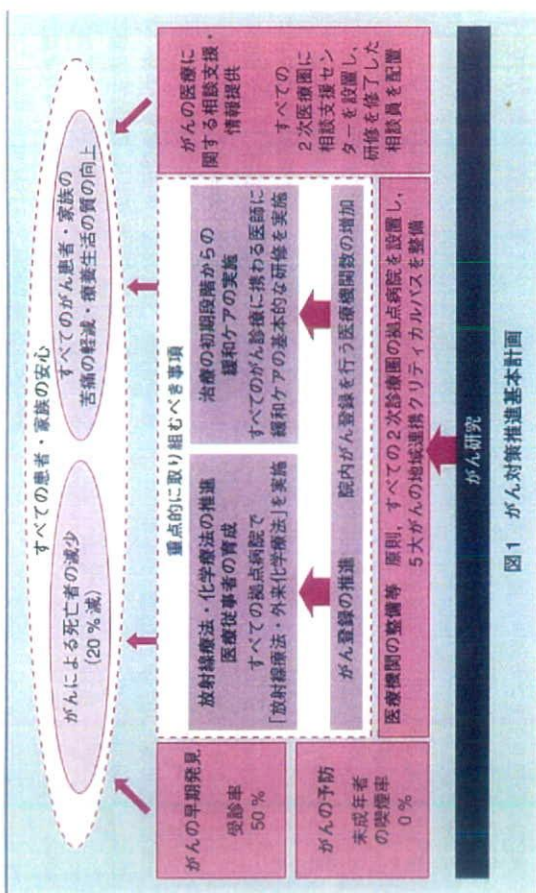 すべての患者・家族の安心
がんによる死亡者の減少
(20%減)
すべてのがん患者・家族の
苦痛の軽減・療養生活の質の向上
がんの早期発見
受診率
50%
がんの予防
未成年者
の喫煙率
0%
重点的に取り組むべき事項
放射線療法・化学療法の推進
医療従事者の育成
すべての拠点病院で
「放射線療法・外来化学療法」を実施
治療の初期段階からの
緩和ケアの実施
すべてのがん診療に携わる医師に
緩和ケアの基本的な研修を実施
がん登録の推進 院内がん登録を行う医療機関数の増加
医療機関の整備等 原則,すべての2次診療圏の拠点病院を設置し,
5大がんの地域連携クリティカルパスを整備
がんの医療に
関する相談支援・
情報提供
すべての
2次医療圏に
相談支援セン
ターを設置し,
研修を修了した
相談員を配置
がん研究
図1 がん対策推進基本計画